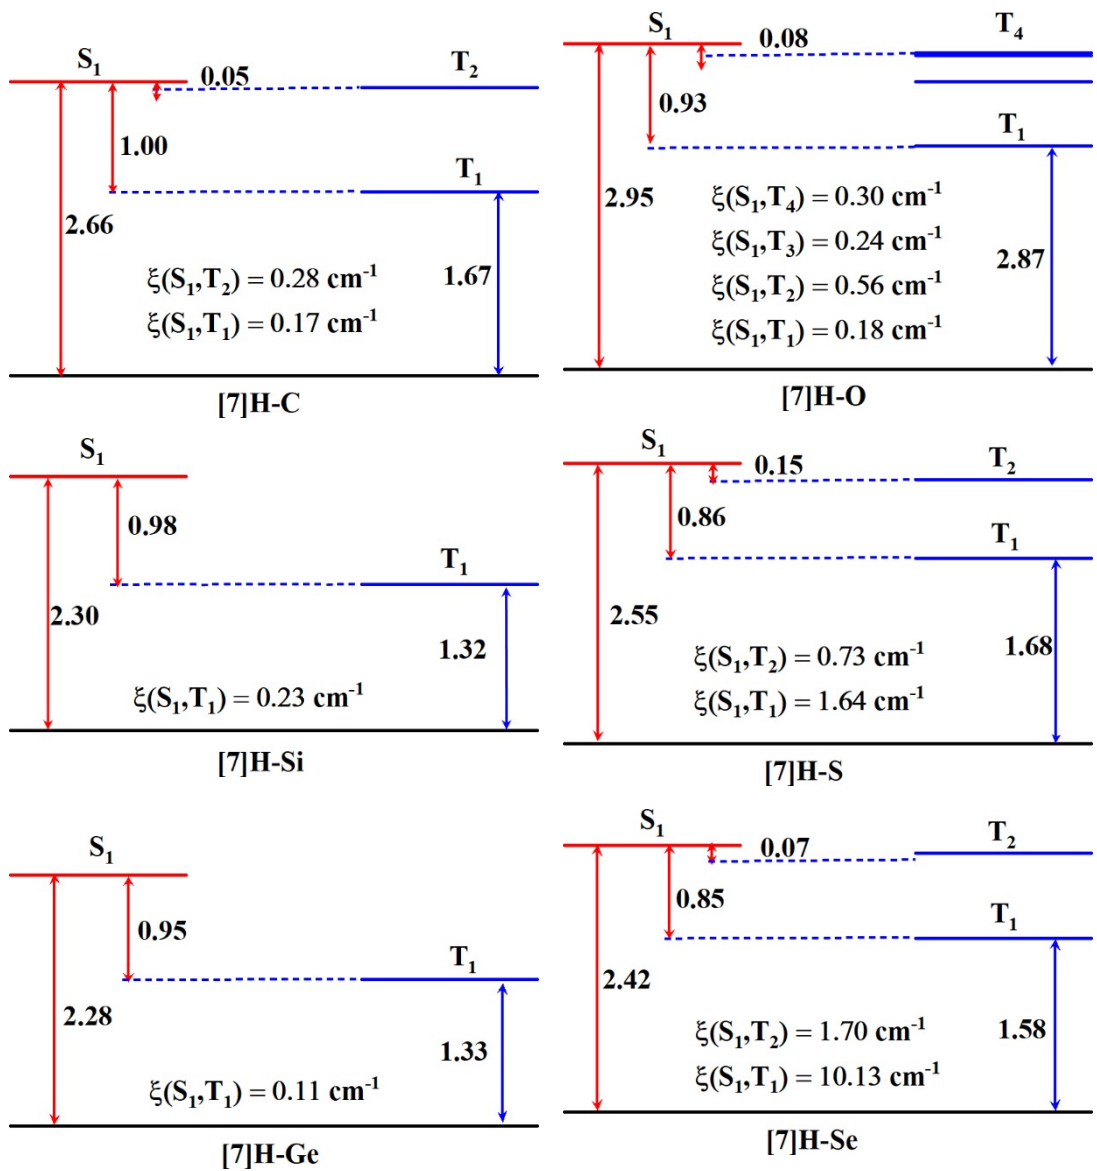 S₁
0.05
T₂
1.00
T₁
2.66
ξ(S₁,T₂) = 0.28 cm⁻¹
1.67
ξ(S₁,T₁) = 0.17 cm⁻¹
[7]H-C
S₁
0.08
T₄
0.93
T₁
2.95
ξ(S₁,T₄) = 0.30 cm⁻¹
ξ(S₁,T₃) = 0.24 cm⁻¹
2.87
ξ(S₁,T₂) = 0.56 cm⁻¹
ξ(S₁,T₁) = 0.18 cm⁻¹
[7]H-O
S₁
0.98
T₁
2.30
1.32
ξ(S₁,T₁) = 0.23 cm⁻¹
[7]H-Si
S₁
0.15
T₂
0.86
T₁
2.55
1.68
ξ(S₁,T₂) = 0.73 cm⁻¹
ξ(S₁,T₁) = 1.64 cm⁻¹
[7]H-S
S₁
0.95
T₁
2.28
1.33
ξ(S₁,T₁) = 0.11 cm⁻¹
[7]H-Ge
S₁
0.07
T₂
0.85
T₁
2.42
1.58
ξ(S₁,T₂) = 1.70 cm⁻¹
ξ(S₁,T₁) = 10.13 cm⁻¹
[7]H-Se